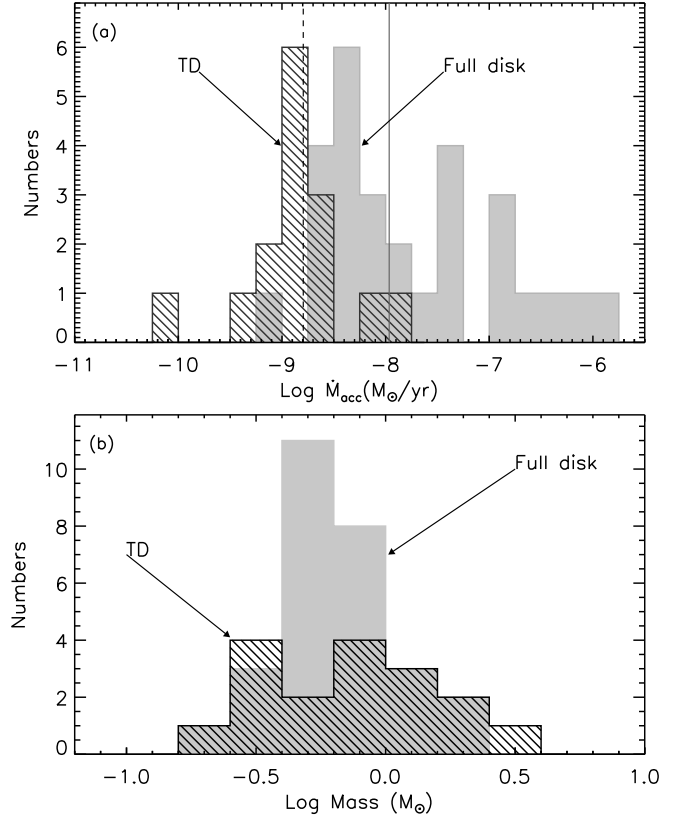 (a)
TD
Full disk
Numbers
6
5
4
3
2
1
0
−11 −10 −9 −8 −7 −6
Log Ṁacc(M⊙/yr)
(b)
Full disk
TD
Numbers
10
8
6
4
2
0
−1.0 −0.5 0.0 0.5 1.0
Log Mass (M⊙)